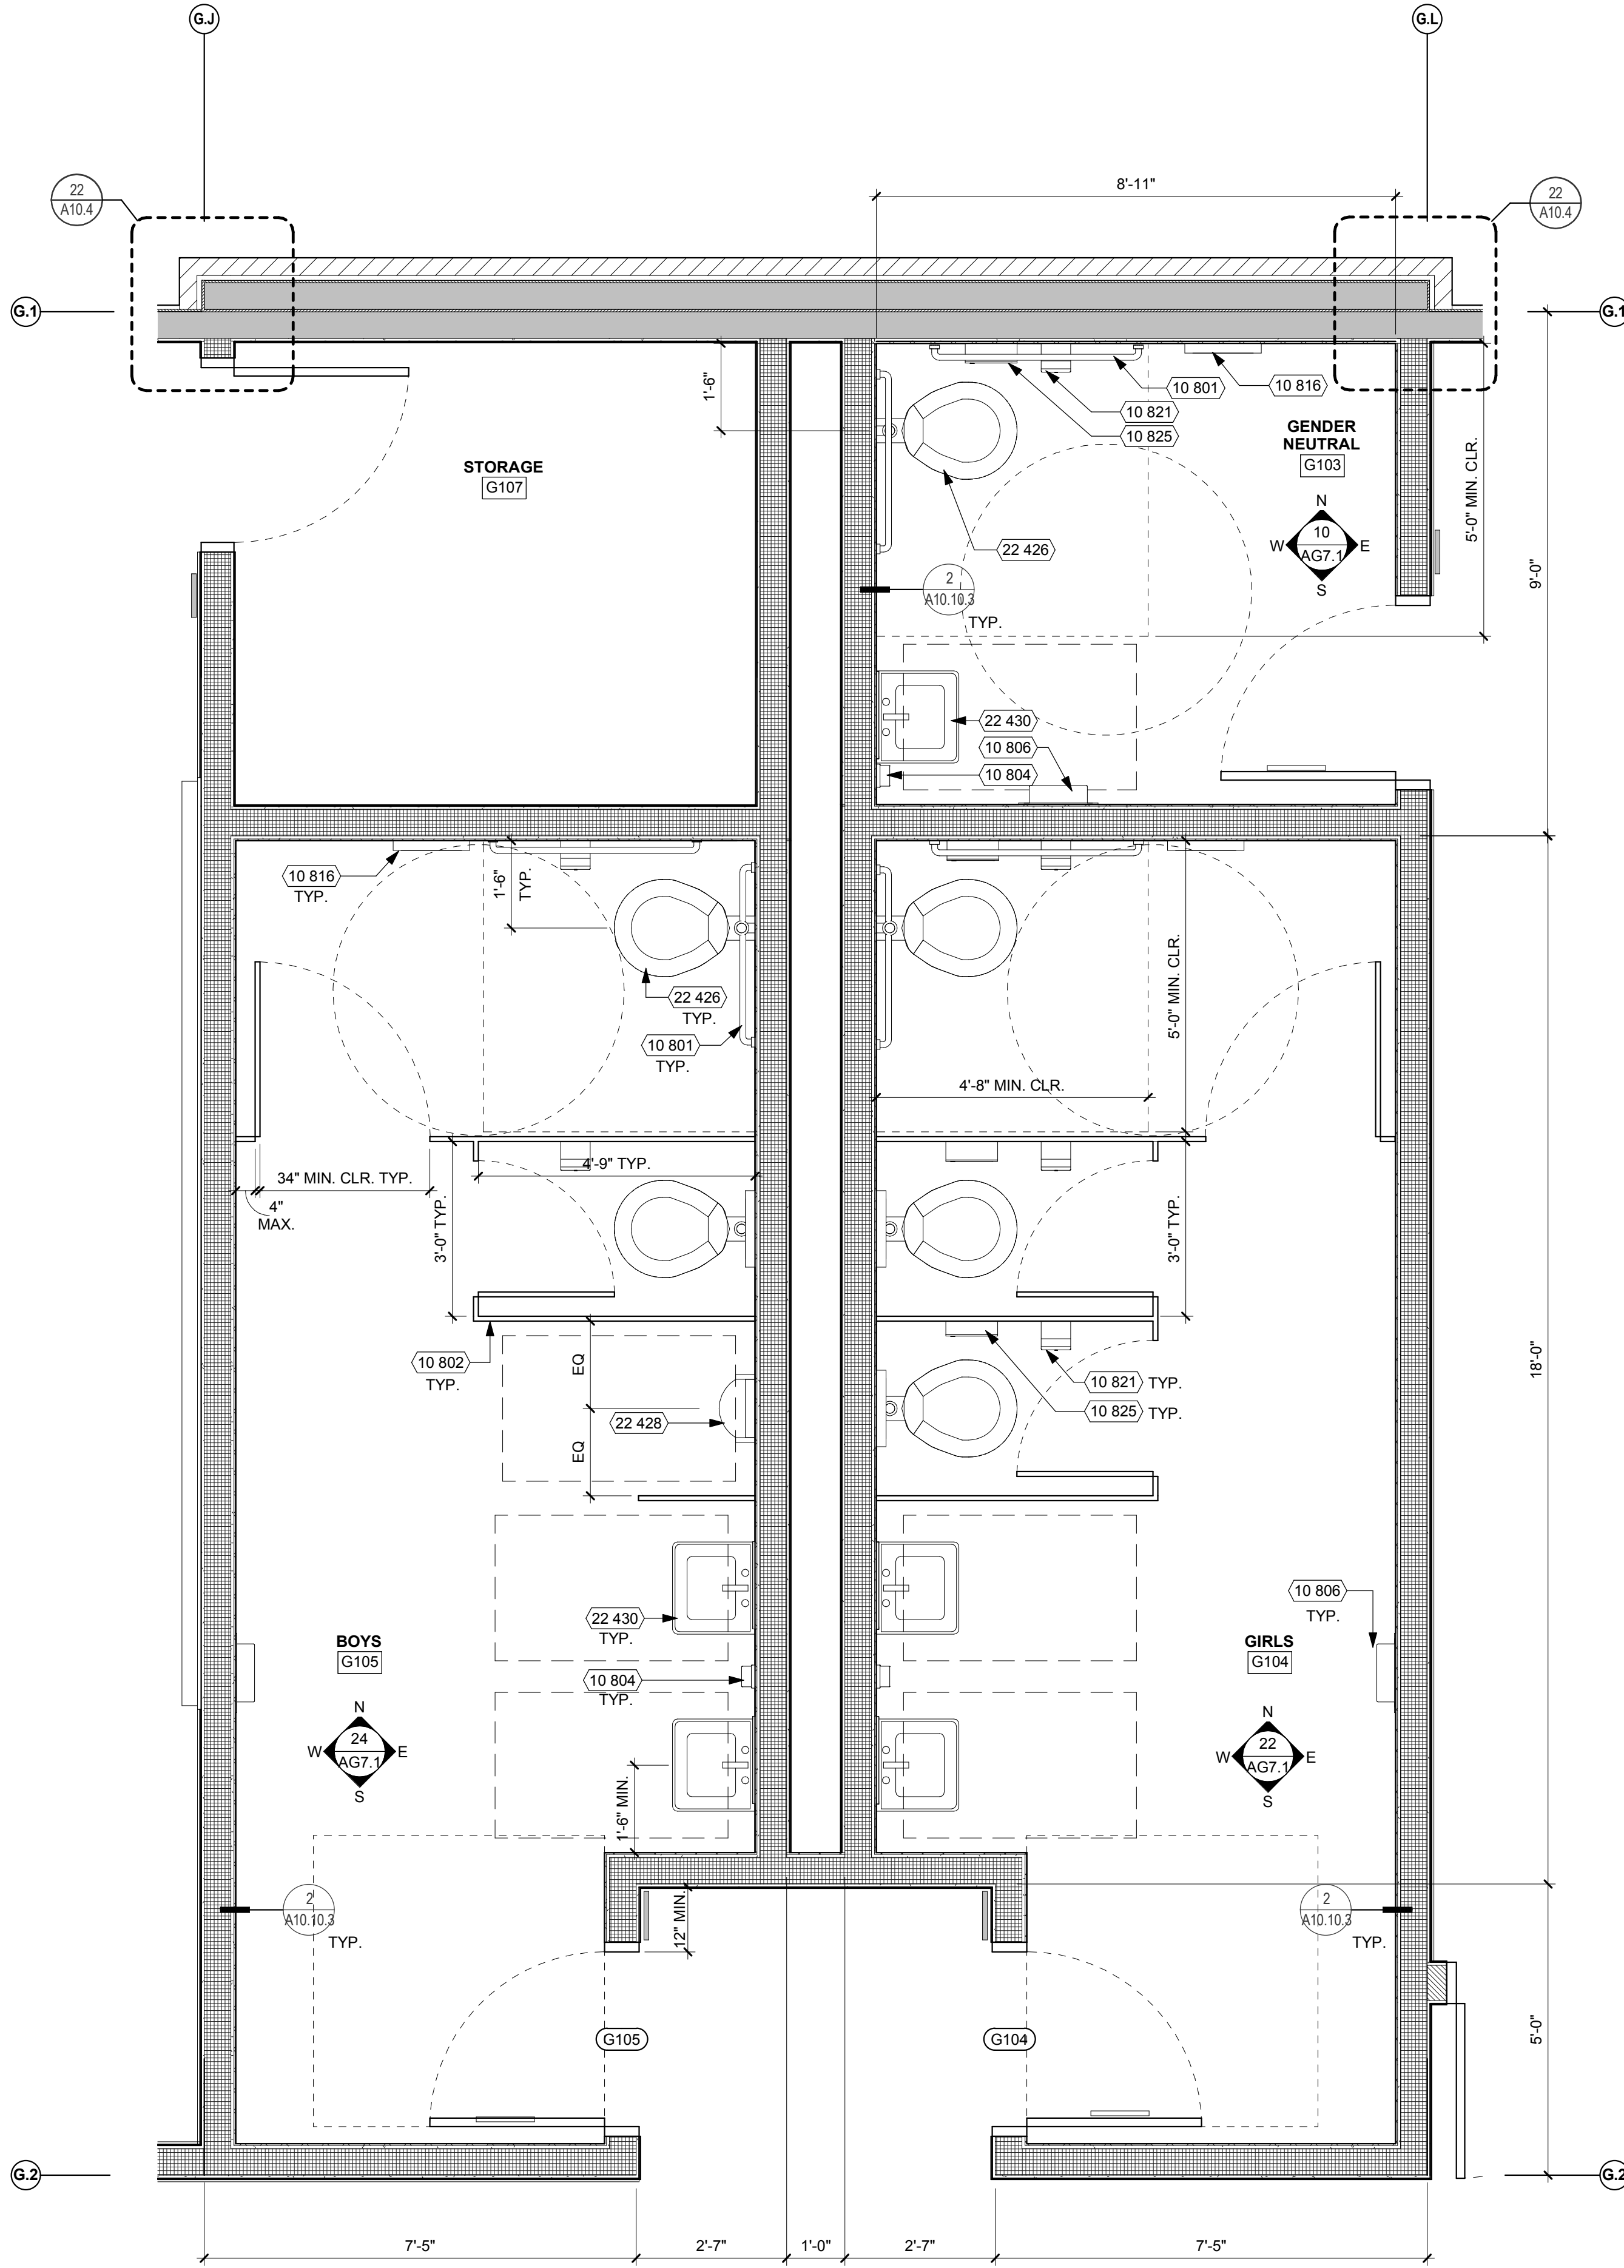 G.J
G.L
22
A10.4
22
A10.4
8'-11"
G.1
G.1
1'-6"
10 801
10 816
10 821
10 825
GENDER
NEUTRAL
G103
STORAGE
G107
5'-0" MIN. CLR.
N
10
W
E
AG7.1
S
22 426
9'-0"
2
A10.10.3
TYP.
22 430
10 806
10 804
10 816
TYP.
1'-6"
TYP.
22 426
TYP.
10 801
TYP.
5'-0" MIN. CLR.
4'-8" MIN. CLR.
4'-9" TYP.
34" MIN. CLR. TYP.
4"
MAX.
3'-0" TYP.
3'-0" TYP.
10 802
TYP.
EQ
10 821
TYP.
10 825
TYP.
18'-0"
22 428
EQ
10 806
TYP.
22 430
TYP.
BOYS
G105
GIRLS
G104
10 804
TYP.
N
24
W
E
AG7.1
S
N
22
W
E
AG7.1
S
1'-6" MIN.
2
A10.10.3
TYP.
12" MIN.
2
A10.10.3
TYP.
G105
G104
5'-0"
G.2
G.2
7'-5"
2'-7"
1'-0"
2'-7"
7'-5"